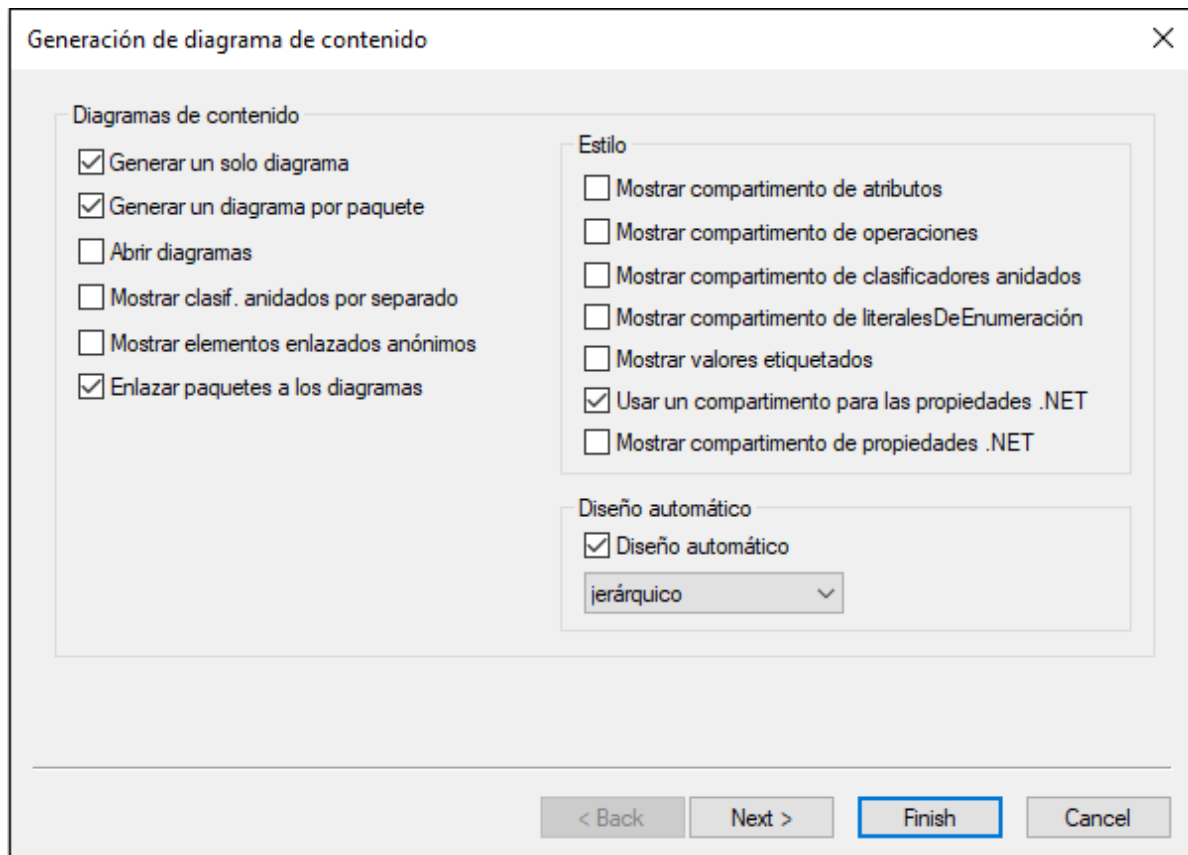 Generación de diagrama de contenido
Diagramas de contenido
Generar un solo diagrama
Generar un diagrama por paquete
Abrir diagramas
Mostrar clasif. anidados por separado
Mostrar elementos enlazados anónimos
Enlazar paquetes a los diagramas
Estilo
Mostrar compartimento de atributos
Mostrar compartimento de operaciones
Mostrar compartimento de clasificadores anidados
Mostrar compartimento de literalesDeEnumeración
Mostrar valores etiquetados
Usar un compartimento para las propiedades .NET
Mostrar compartimento de propiedades .NET
Diseño automático
Diseño automático
jerárquico
< Back
Next >
Finish
Cancel